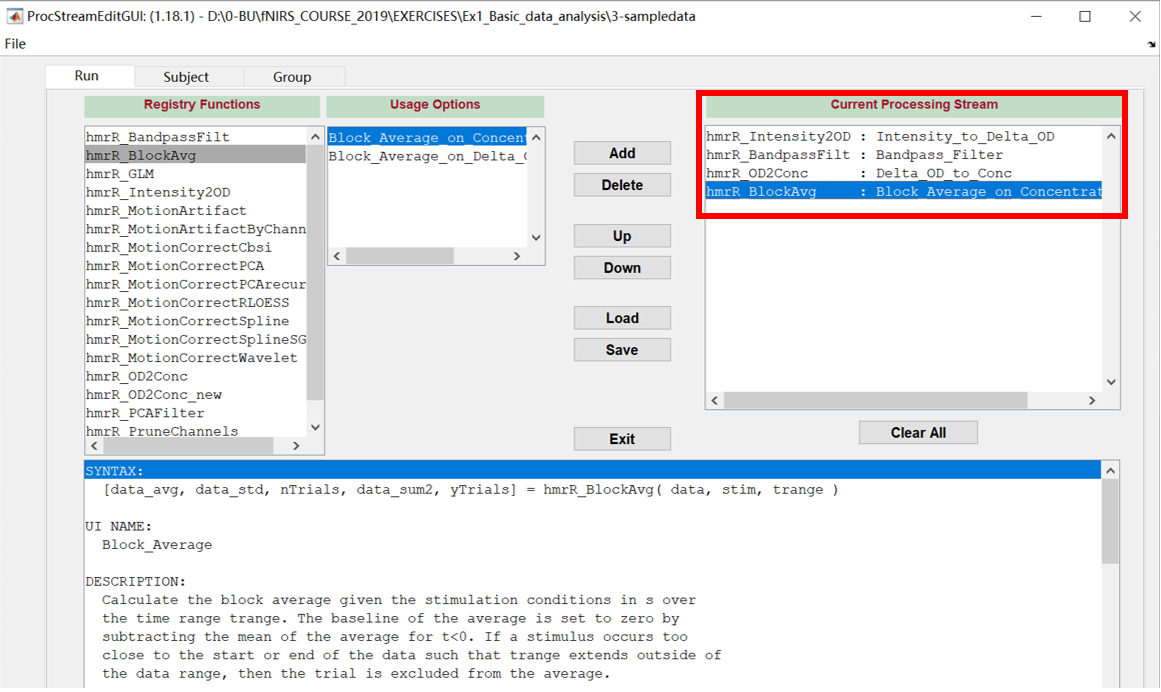 ProcStreamEditGUI: (1.18.1) - D:\0-BU\fNIRS_COURSE_2019\EXERCISES\Ex1_Basic_data_analysis\3-sampledata
File
Run Subject Group
Registry Functions
hmrR_BandpassFilt
hmrR_BlockAvg
hmrR_GLM
hmrR_Intensity2OD
hmrR_MotionArtifact
hmrR_MotionArtifactByChann
hmrR_MotionCorrectCbsi
hmrR_MotionCorrectPCA
hmrR_MotionCorrectPCArecur
hmrR_MotionCorrectRLOESS
hmrR_MotionCorrectSpline
hmrR_MotionCorrectSplineSG
hmrR_MotionCorrectWavelet
hmrR_OD2Conc
hmrR_OD2Conc_new
hmrR_PCAFilter
hmrR_PruneChannels
Usage Options
Block_Average_on_Concent
Block_Average_on_Delta_
Add
Delete
Up
Down
Load
Save
Exit
Current Processing Stream
hmrR_Intensity2OD : Intensity_to_Delta_OD
hmrR_BandpassFilt : Bandpass_Filter
hmrR_OD2Conc : Delta_OD_to_Conc
hmrR_BlockAvg : Block_Average_on_Concentrat
Clear All
SYNTAX:
[data_avg, data_std, nTrials, data_sum2, yTrials] = hmrR_BlockAvg( data, stim, trange )
UI NAME:
Block_Average
DESCRIPTION:
Calculate the block average given the stimulation conditions in s over
the time range trange. The baseline of the average is set to zero by
subtracting the mean of the average for t<0. If a stimulus occurs too
close to the start or end of the data such that trange extends outside of
the data range, then the trial is excluded from the average.